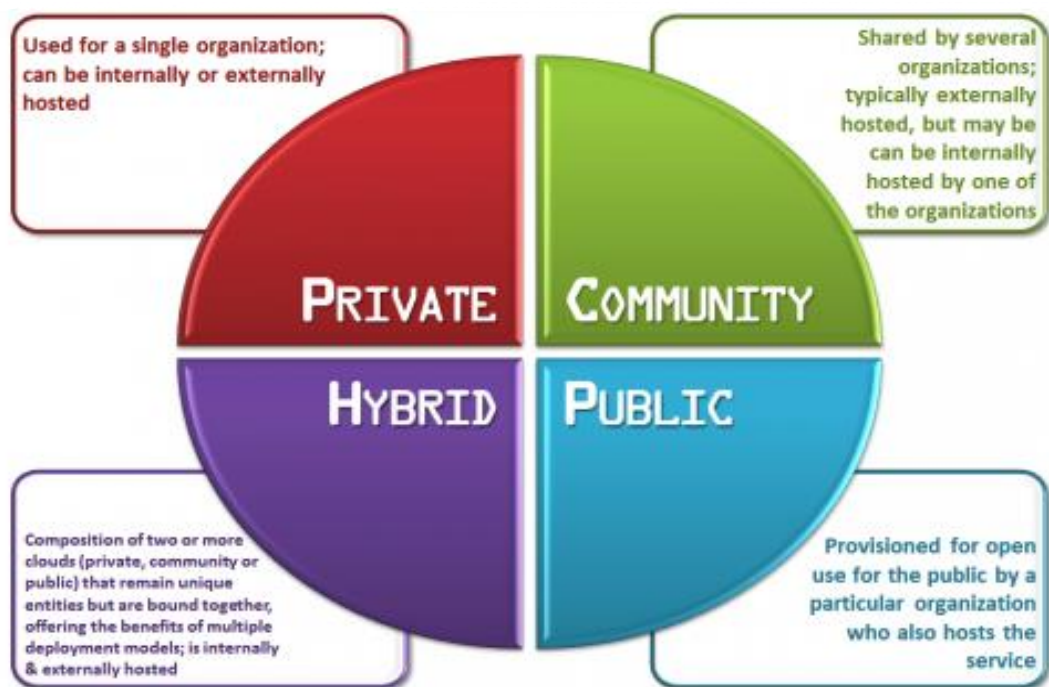 Used for a single organization;
can be internally or externally
hosted
Shared by several
organizations;
typically externally
hosted, but may be
can be internally
hosted by one of
the organizations
PRIVATE
COMMUNITY
HYBRID
PUBLIC
Composition of two or more
clouds (private, community or
public) that remain unique
entities but are bound together,
offering the benefits of multiple
deployment models; is internally
& externally hosted
Provisioned for open
use for the public by a
particular organization
who also hosts the
service